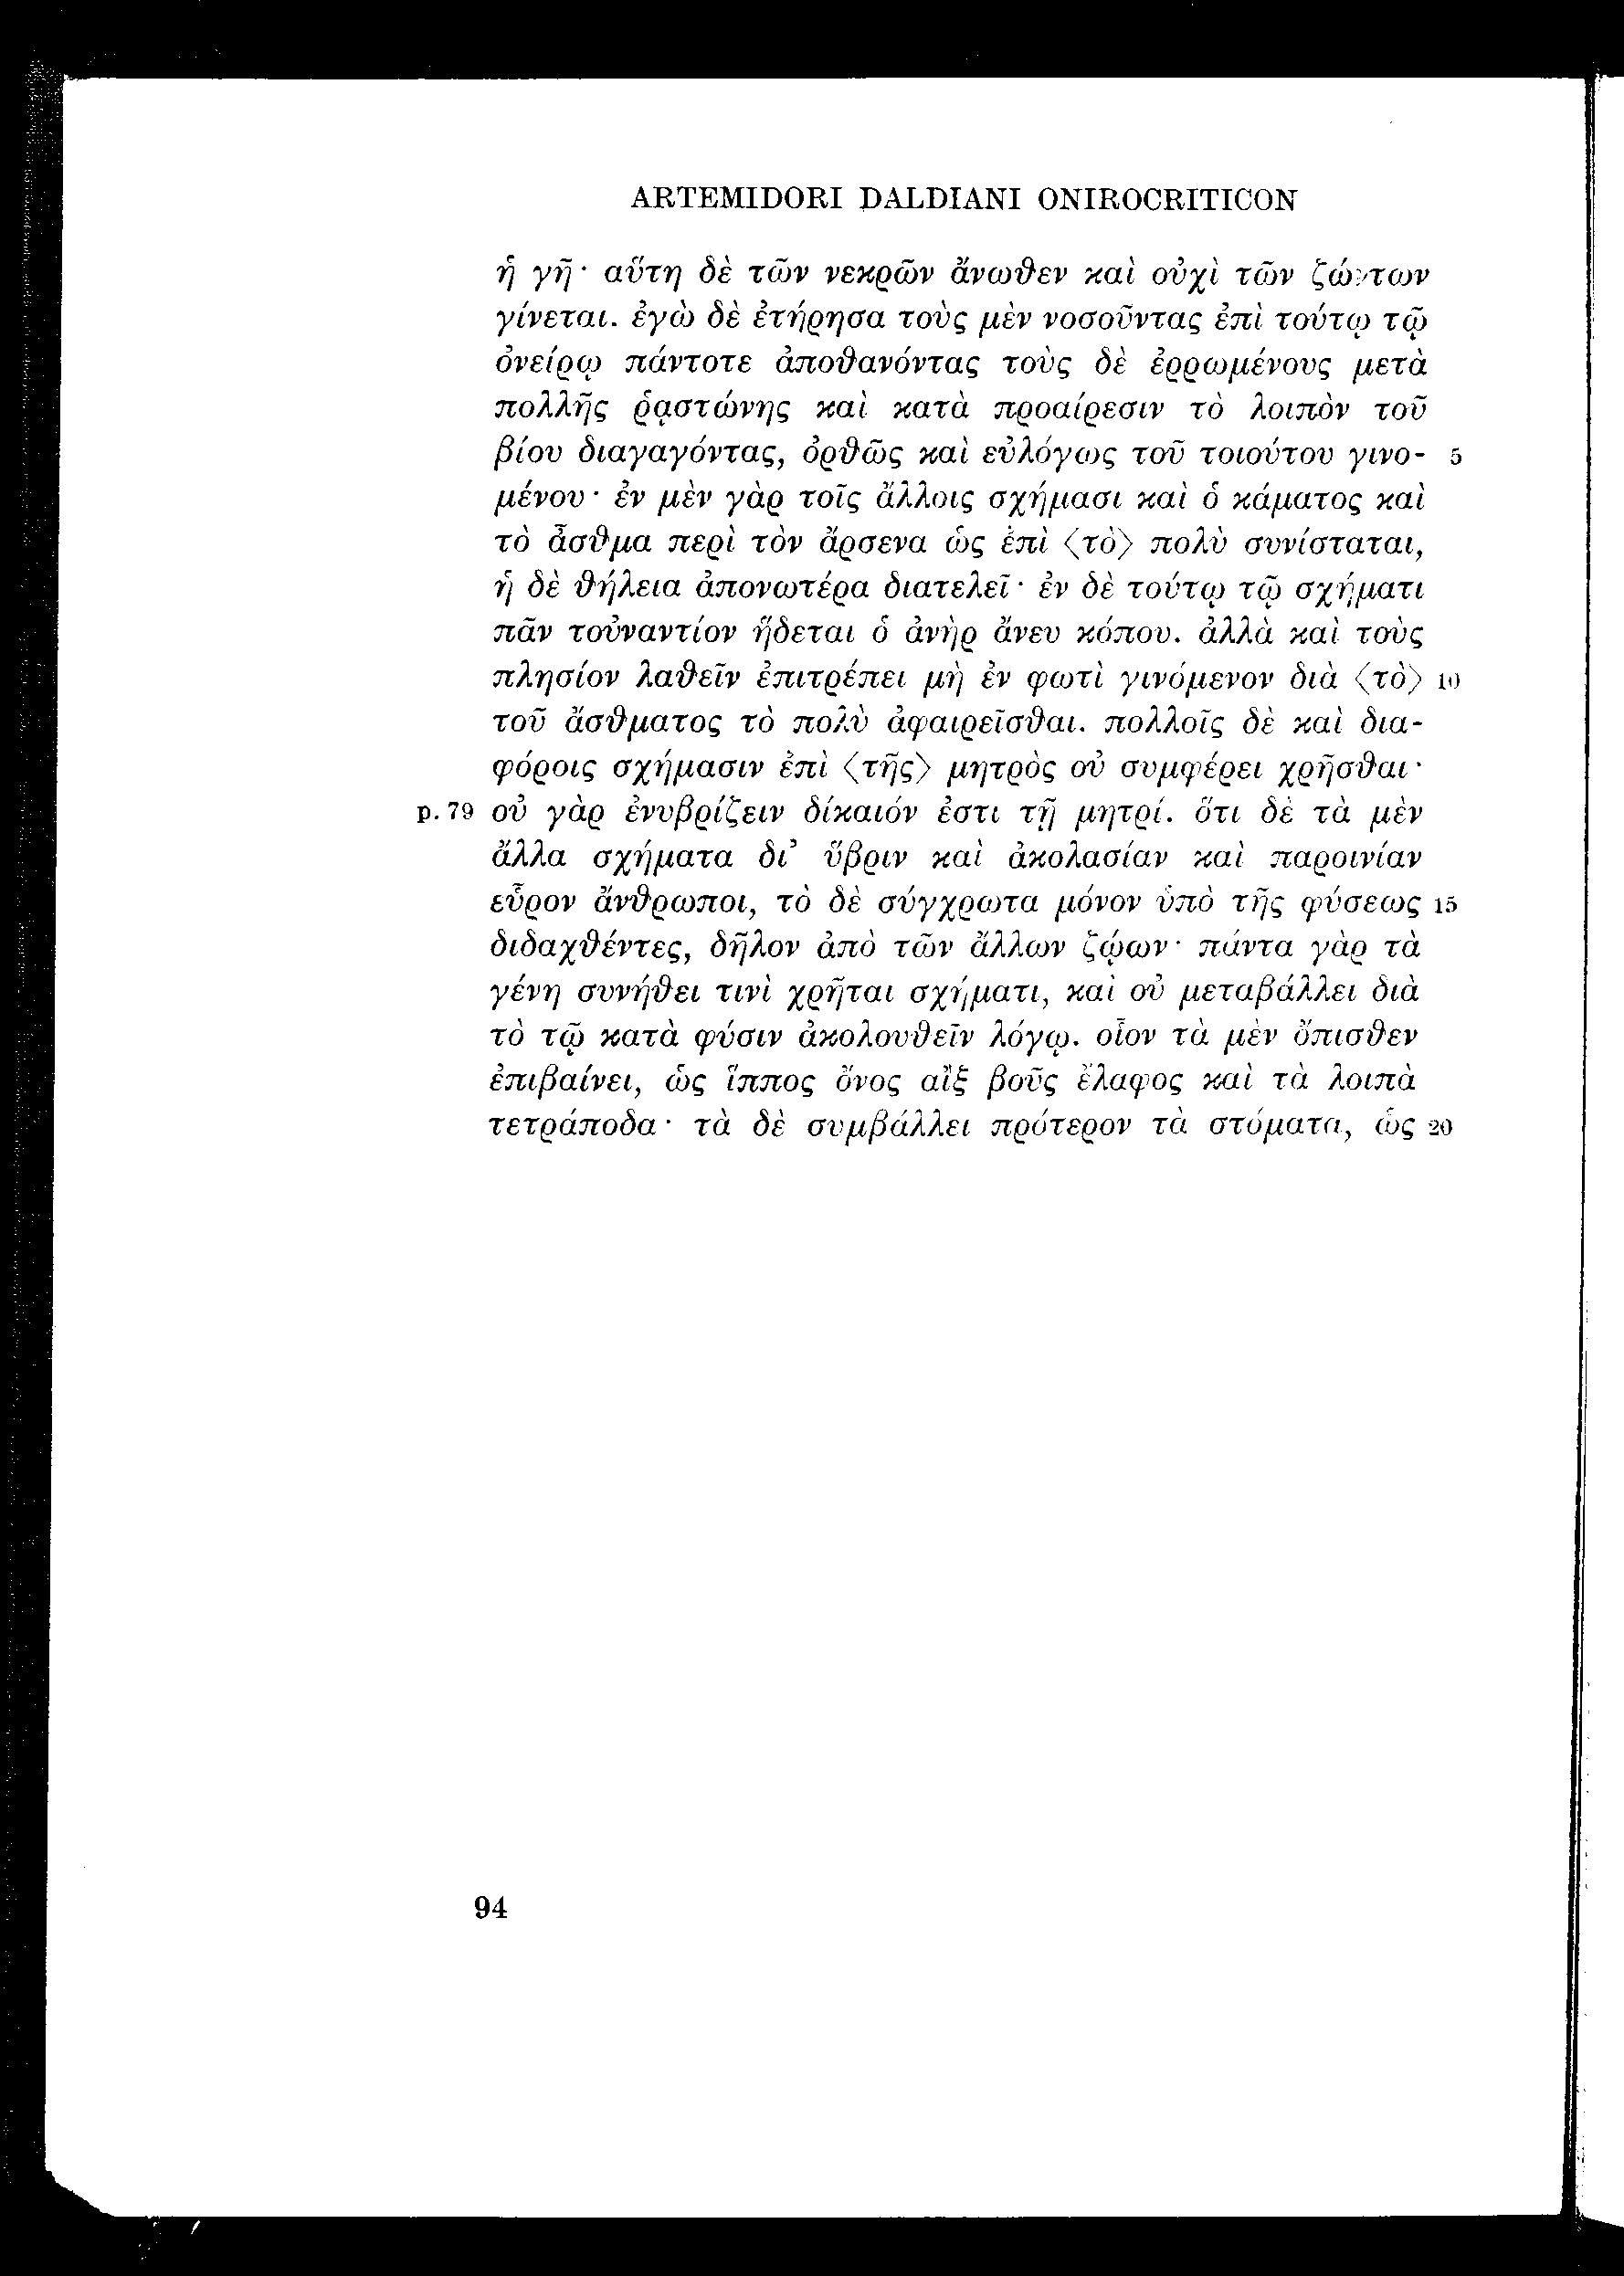 ARTEMIDORI DALDIANI ONIROCRITICON
ἡ γῆ· αὕτη δὲ τῶν νεκρῶν ἄνωθεν καὶ οὐχὶ τῶν ζώντων
γίνεται. ἐγὼ δὲ ἐτήρησα τοὺς μὲν νοσοῦντας ἐπὶ τούτῳ τῷ
ὀνείρῳ πάντοτε ἀποθανόντας τοὺς δὲ ἐρρωμένους μετὰ
πολλῆς ῥᾳστώνης καὶ κατὰ προαίρεσιν τὸ λοιπὸν τοῦ
βίου διαγαγόντας, ὀρθῶς καὶ εὐλόγως τοῦ τοιούτου γινο- 5
μένου· ἐν μὲν γὰρ τοῖς ἄλλοις σχήμασι καὶ ὁ κάματος καὶ
τὸ ἆσθμα περὶ τὸν ἄρσενα ὡς ἐπὶ ⟨τὸ⟩ πολὺ συνίσταται,
ἡ δὲ θήλεια ἀπονωτέρα διατελεῖ· ἐν δὲ τούτῳ τῷ σχήματι
πᾶν τοὐναντίον ἥδεται ὁ ἀνὴρ ἄνευ κόπου. ἀλλὰ καὶ τοὺς
πλησίον λαθεῖν ἐπιτρέπει μὴ ἐν φωτὶ γινόμενον διὰ ⟨τὸ⟩ 10
τοῦ ἄσθματος τὸ πολὺ ἀφαιρεῖσθαι. πολλοῖς δὲ καὶ δια-
φόροις σχήμασιν ἐπὶ ⟨τῆς⟩ μητρὸς οὐ συμφέρει χρῆσθαι·
p. 79 οὐ γὰρ ἐνυβρίζειν δίκαιόν ἐστι τῇ μητρί. ὅτι δὲ τὰ μὲν
ἄλλα σχήματα δι’ ὕβριν καὶ ἀκολασίαν καὶ παροινίαν
εὗρον ἄνθρωποι, τὸ δὲ σύγχρωτα μόνον ὑπὸ τῆς φύσεως 15
διδαχθέντες, δῆλον ἀπὸ τῶν ἄλλων ζῴων· πάντα γὰρ τὰ
γένη συνήθει τινὶ χρῆται σχήματι, καὶ οὐ μεταβάλλει διὰ
τὸ τῷ κατὰ φύσιν ἀκολουθεῖν λόγῳ. οἷον τὰ μὲν ὄπισθεν
ἐπιβαίνει, ὡς ἵππος ὄνος αἲξ βοῦς ἔλαφος καὶ τὰ λοιπὰ
τετράποδα· τὰ δὲ συμβάλλει πρότερον τὰ στόματα, ὡς 20
94